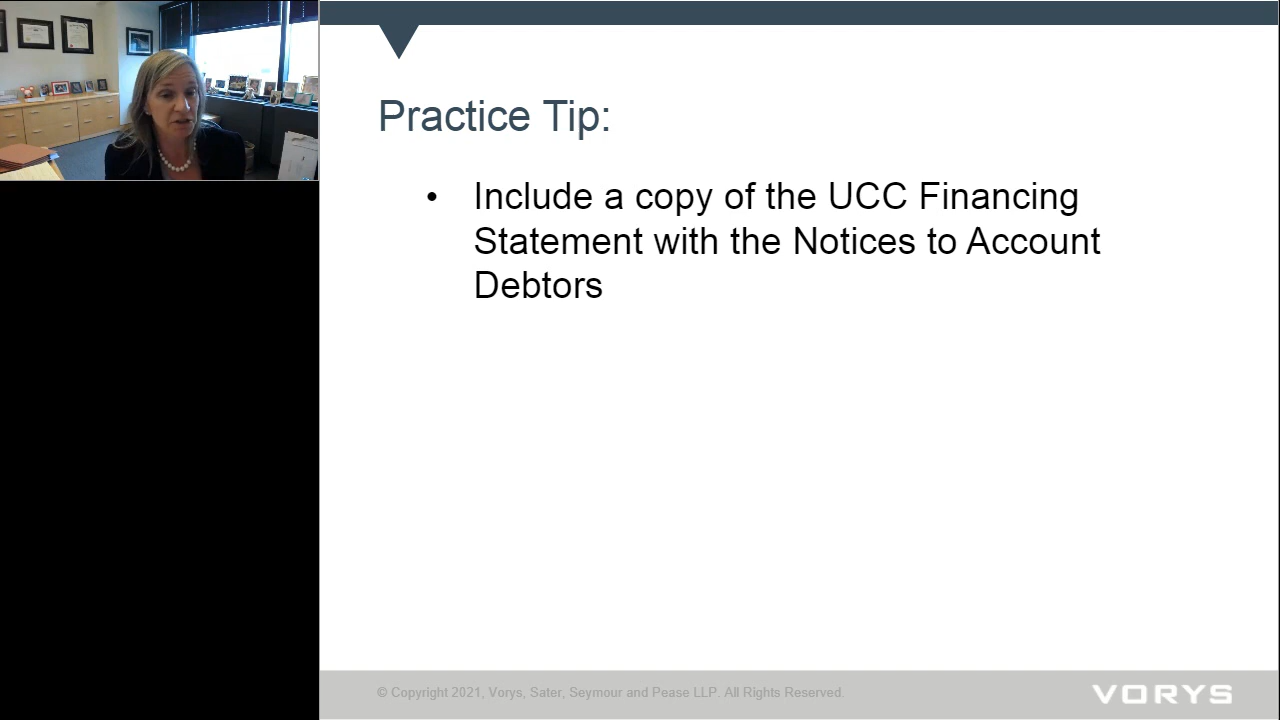 Practice Tip:
• Include a copy of the UCC Financing
Statement with the Notices to Account
Debtors
© Copyright 2021, Vorys, Sater, Seymour and Pease LLP. All Rights Reserved.
VORYS